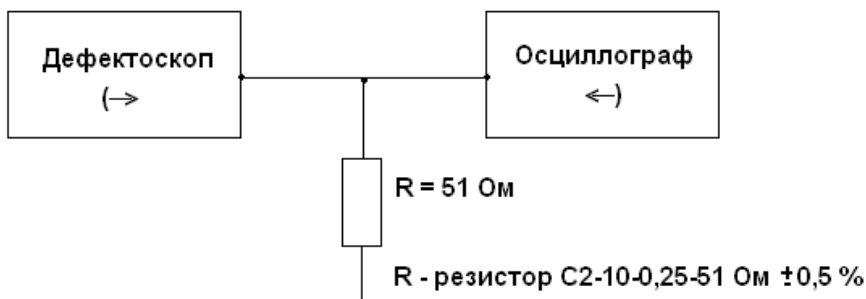 Дефектоскоп
(→
Осциллограф
←)
R = 51 Ом
R - резистор С2-10-0,25-51 Ом ±0,5 %